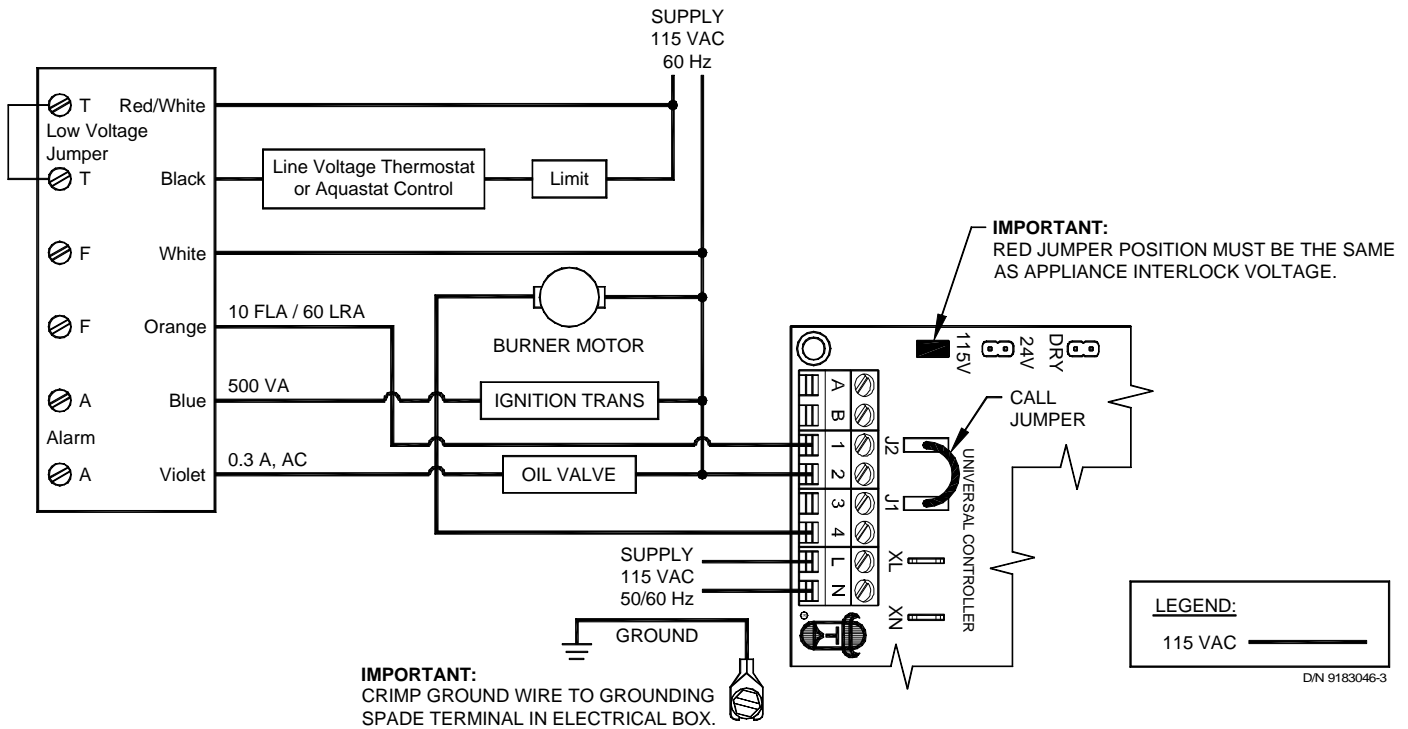 SUPPLY
115 VAC
60 Hz
T
Red/White
Low Voltage
Jumper
T
Black
Line Voltage Thermostat
or Aquastat Control
Limit
F
White
F
Orange
10 FLA / 60 LRA
BURNER MOTOR
A
Blue
500 VA
IGNITION TRANS
Alarm
A
Violet
0.3 A, AC
OIL VALVE
IMPORTANT:
RED JUMPER POSITION MUST BE THE SAME
AS APPLIANCE INTERLOCK VOLTAGE.
115V
24V
DRY
CALL
JUMPER
A
B
1
2
3
4
L
N
J2
J1
XL
XN
UNIVERSAL CONTROLLER
T
SUPPLY
115 VAC
50/60 Hz
GROUND
IMPORTANT:
CRIMP GROUND WIRE TO GROUNDING
SPADE TERMINAL IN ELECTRICAL BOX.
LEGEND:
115 VAC
D/N 9183046-3